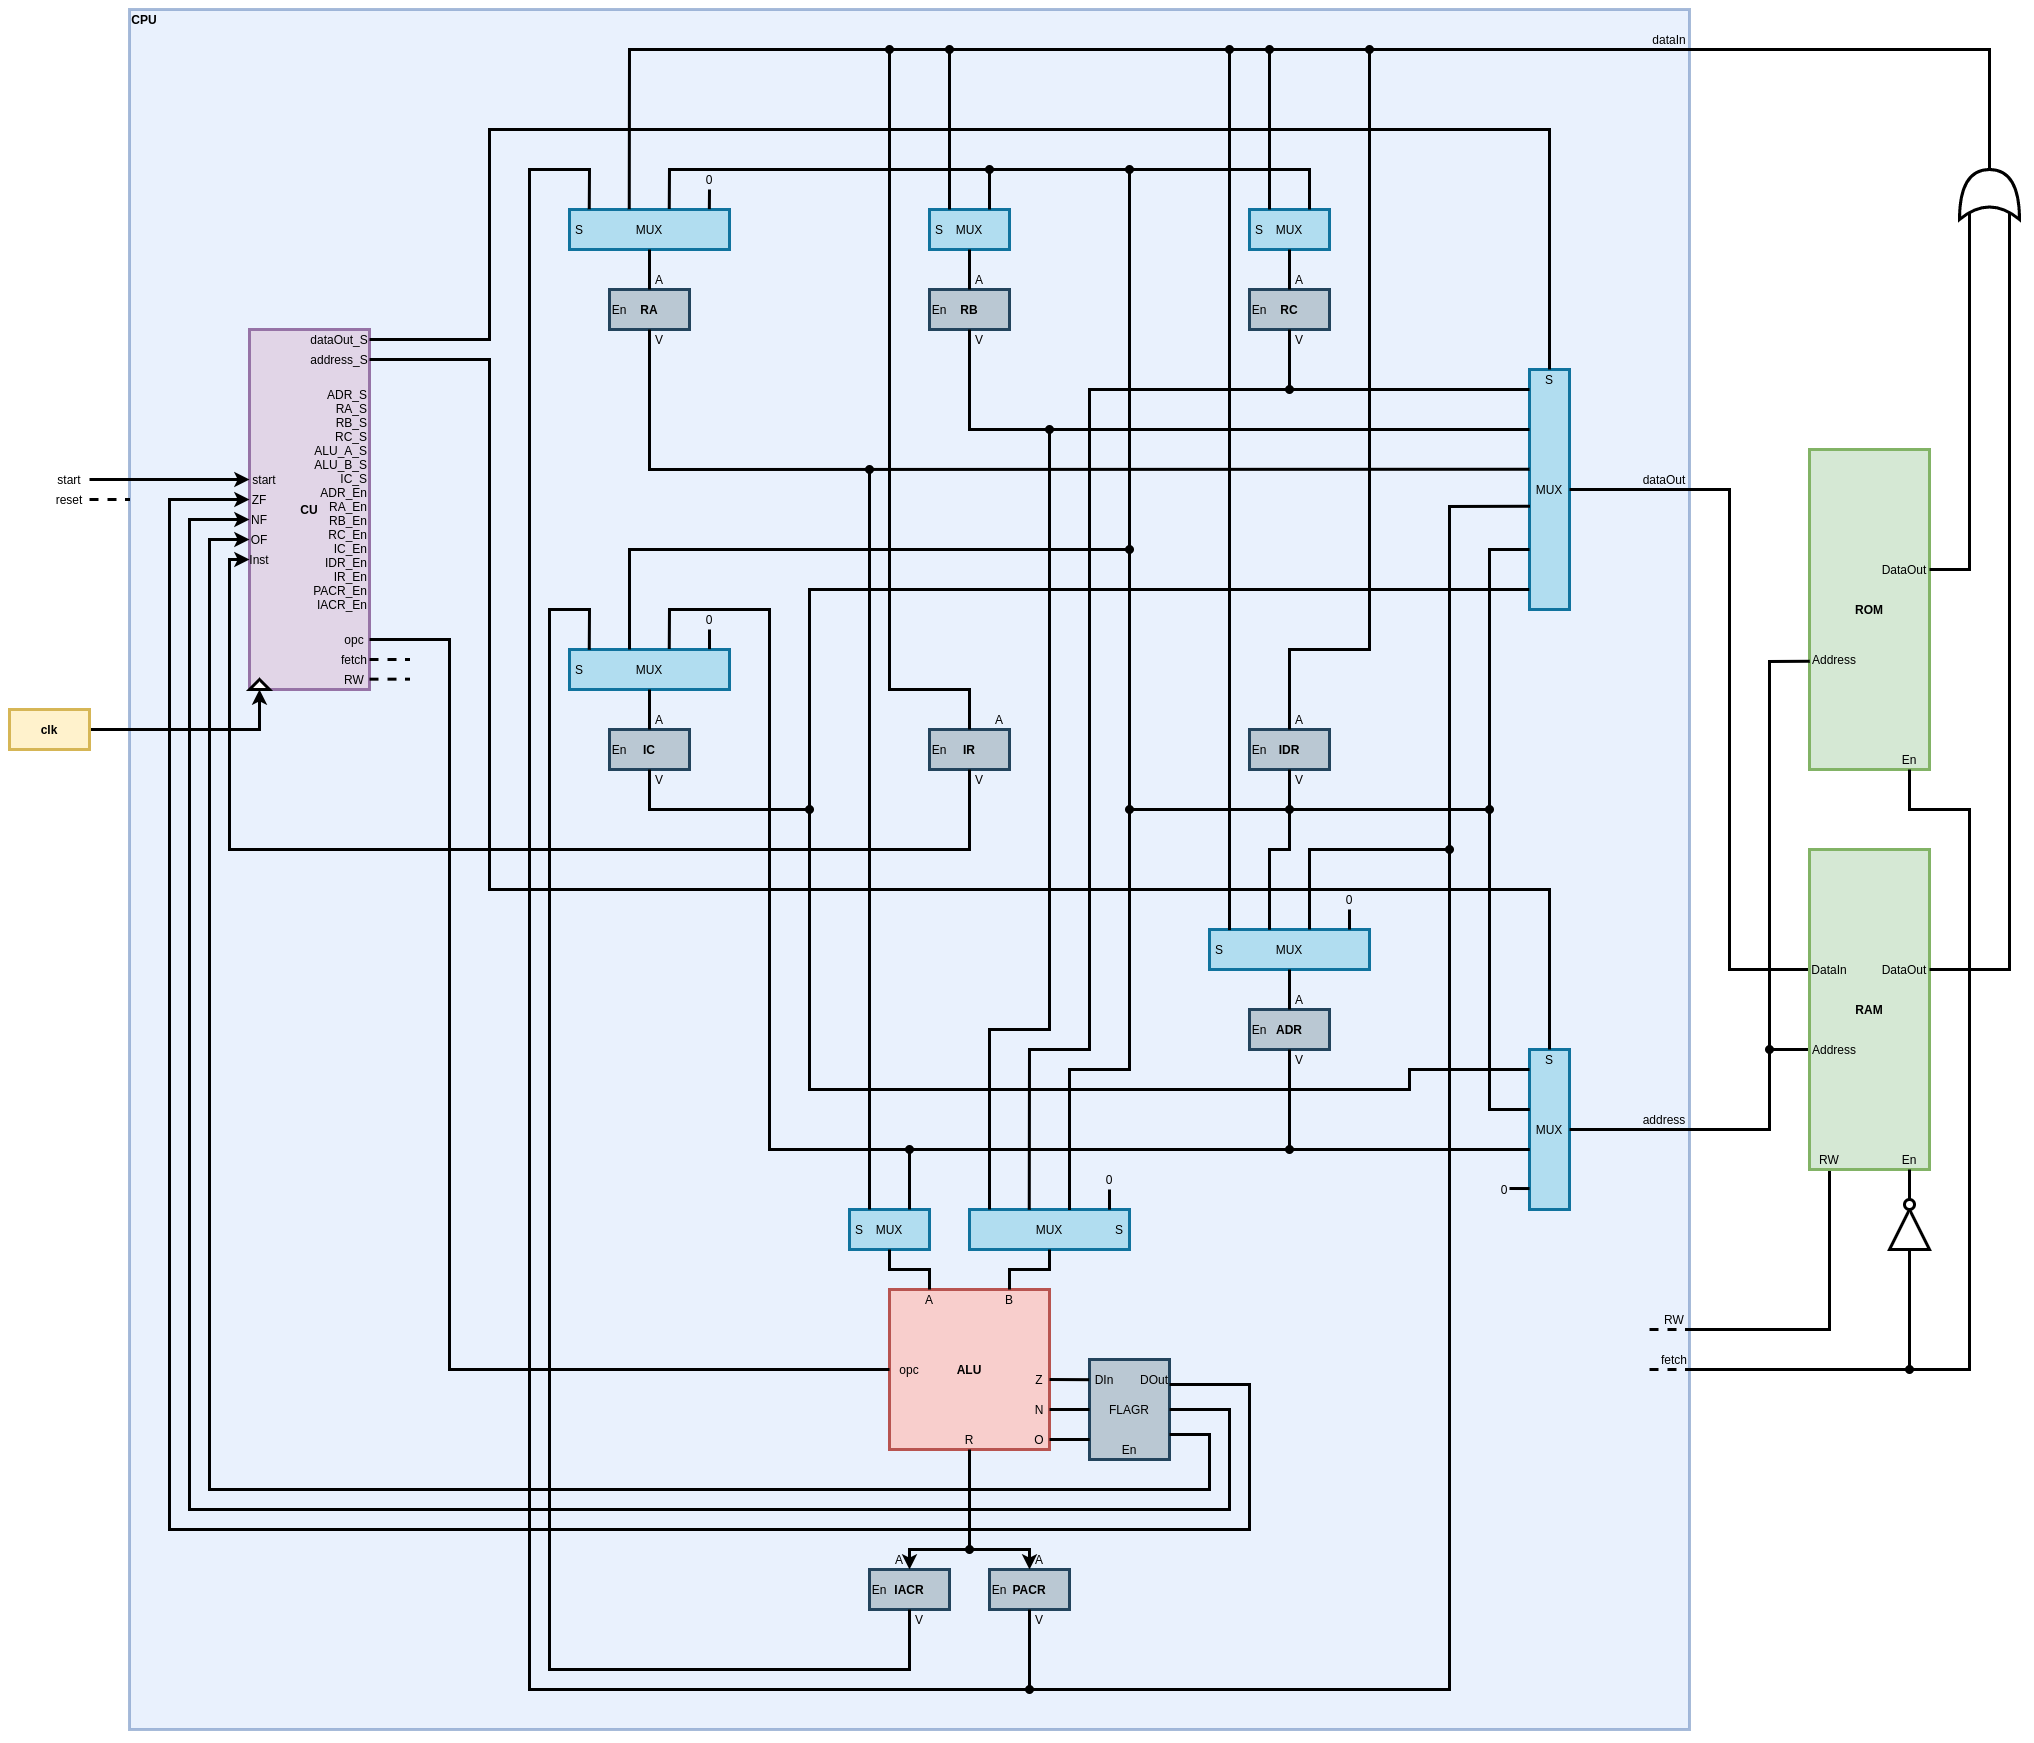 CPU
dataIn
0
S MUX
S MUX
S MUX
A
A
A
En RA
En RB
En RC
V
V
V
dataOut_S
address_S
S
ADR_S
RA_S
RB_S
RC_S
ALU_A_S
ALU_B_S
IC_S
ADR_En
RA_En
RB_En
RC_En
IC_En
IDR_En
IR_En
PACR_En
IACR_En
start
start
reset
ZF
NF
OF
Inst
CU
MUX
dataOut
DataOut
ROM
Address
En
0
opc
fetch
RW
S MUX
clk
A
A
A
En IC
En IR
En IDR
V
V
V
0
S MUX
DataIn
DataOut
RAM
Address
RW
En
A
En ADR
V
S
MUX
address
0
0
S MUX
MUX S
A
B
opc
ALU
Z
N
O
R
DIn
DOut
FLAGR
En
RW
fetch
A
A
En IACR
En PACR
V
V